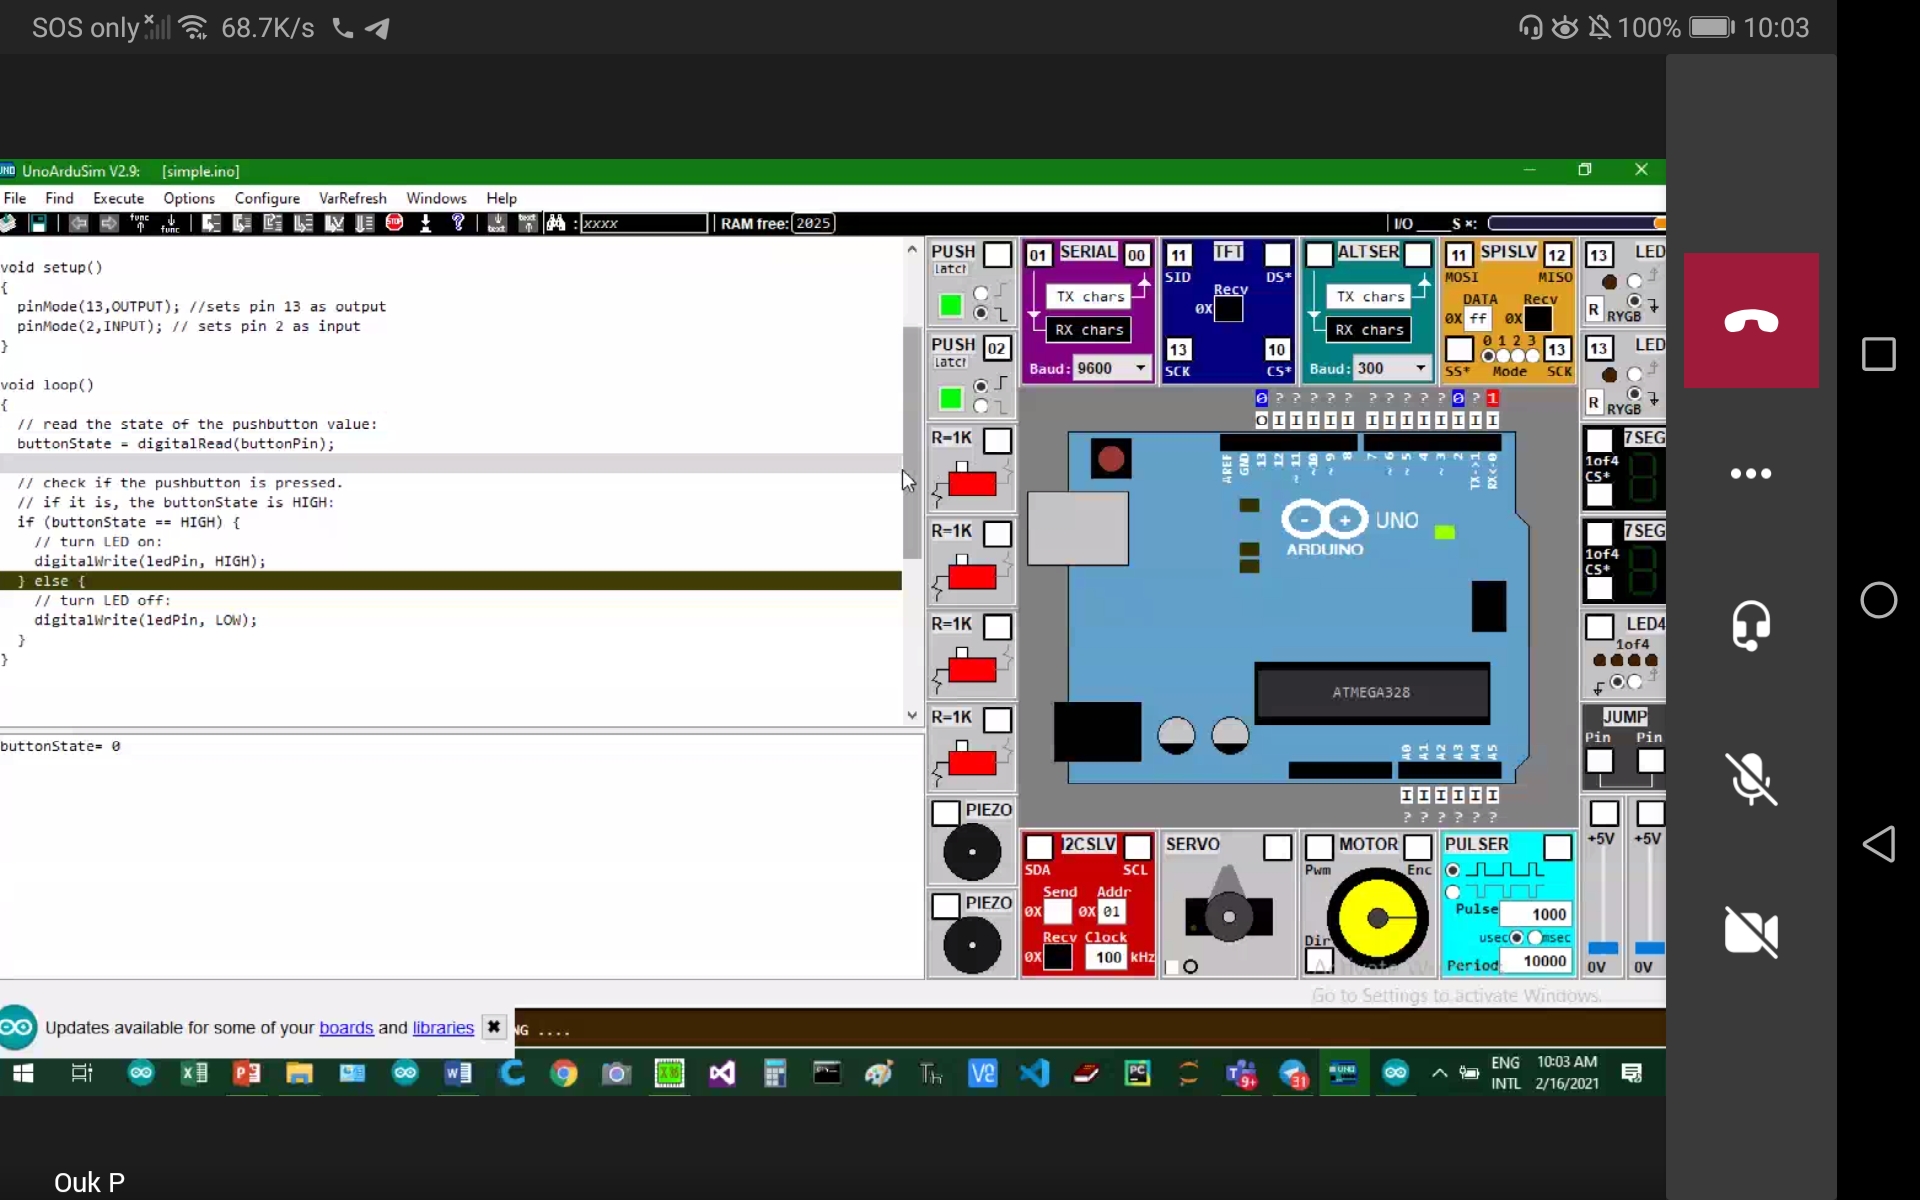 SOS only 68.7K/s 100% 10:03
UnoArduSim V2.9: [simple.ino]
File Find Execute Options Configure VarRefresh Windows Help
func func STOP ? text text : xxxx RAM free: 2025 I/O ____S *:
void setup()
{
pinMode(13,OUTPUT); //sets pin 13 as output
pinMode(2,INPUT); // sets pin 2 as input
}
void loop()
{
// read the state of the pushbutton value:
buttonState = digitalRead(buttonPin);
// check if the pushbutton is pressed.
// if it is, the buttonState is HIGH:
if (buttonState == HIGH) {
// turn LED on:
digitalWrite(ledPin, HIGH);
} else {
// turn LED off:
digitalWrite(ledPin, LOW);
}
}
buttonState= 0
PUSH
latch
PUSH 02
latch
R=1K
R=1K
R=1K
R=1K
PIEZO
PIEZO
01 SERIAL 00
TX chars
RX chars
Baud: 9600
11 TFT
SID DS*
Recv
0X
13 10
SCK CS*
ALTSER
TX chars
RX chars
Baud: 300
11 SPISLV 12
MOSI MISO
DATA Recv
0X ff 0X
0 1 2 3 13
SS* Mode SCK
13 LED
R RYGB
13 LED
R RYGB
7SEG
1of4
CS*
7SEG
1of4
CS*
LED4
1of4
JUMP
Pin Pin
+5V +5V
0V 0V
0 ? ? ? ? ? ? ? ? ? ? 0 ? 1
O I I I I I I I I I I I I I
AREF GND 13 12 ~11 ~10 ~9 8 7 ~6 ~5 4 ~3 2 TX->1 RX<-0
UNO
ARDUINO
ATMEGA328
A0 A1 A2 A3 A4 A5
I I I I I I
? ? ? ? ? ?
I2CSLV
SDA SCL
Send Addr
0X 0X 01
Recv Clock
0X 100 kHz
SERVO
MOTOR
Pwm Enc
Dir
PULSER
Pulse 1000
usec msec
Period 10000
Go to Settings to activate Windows.
Updates available for some of your boards and libraries NG ....
ENG
INTL
10:03 AM
2/16/2021
Ouk P